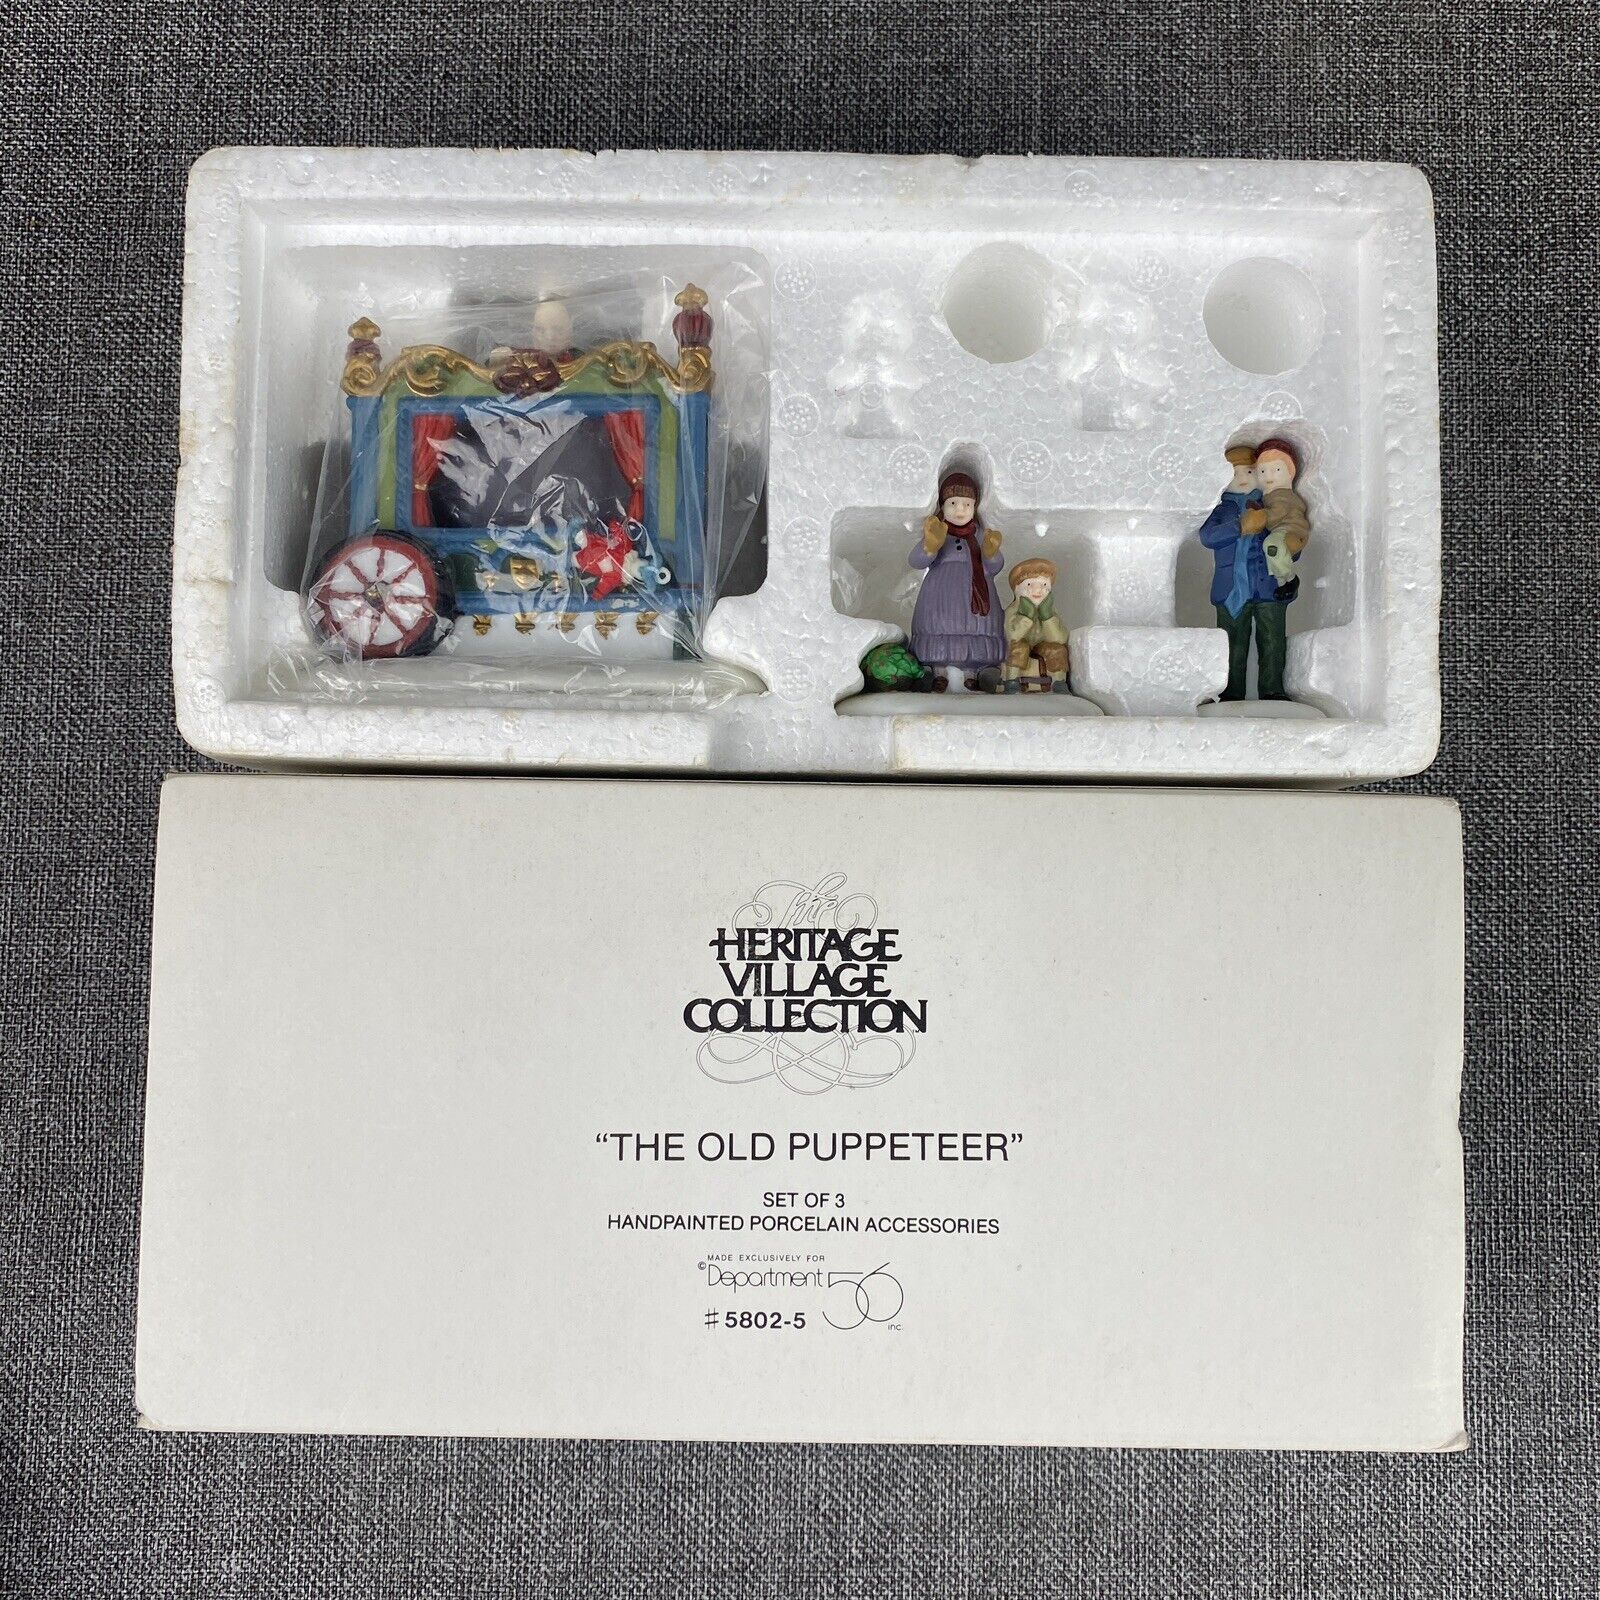 The
HERITAGE
VILLAGE
COLLECTION
“THE OLD PUPPETEER”
SET OF 3
HANDPAINTED PORCELAIN ACCESSORIES
MADE EXCLUSIVELY FOR
©Department 56 inc.
#5802-5